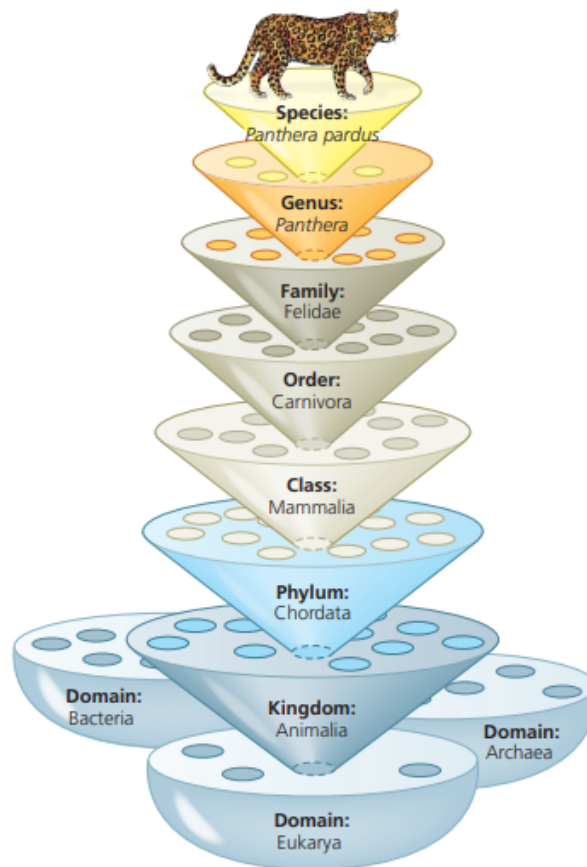 Species:
Panthera pardus
Genus:
Panthera
Family:
Felidae
Order:
Carnivora
Class:
Mammalia
Phylum:
Chordata
Domain:
Bacteria
Kingdom:
Animalia
Domain:
Archaea
Domain:
Eukarya